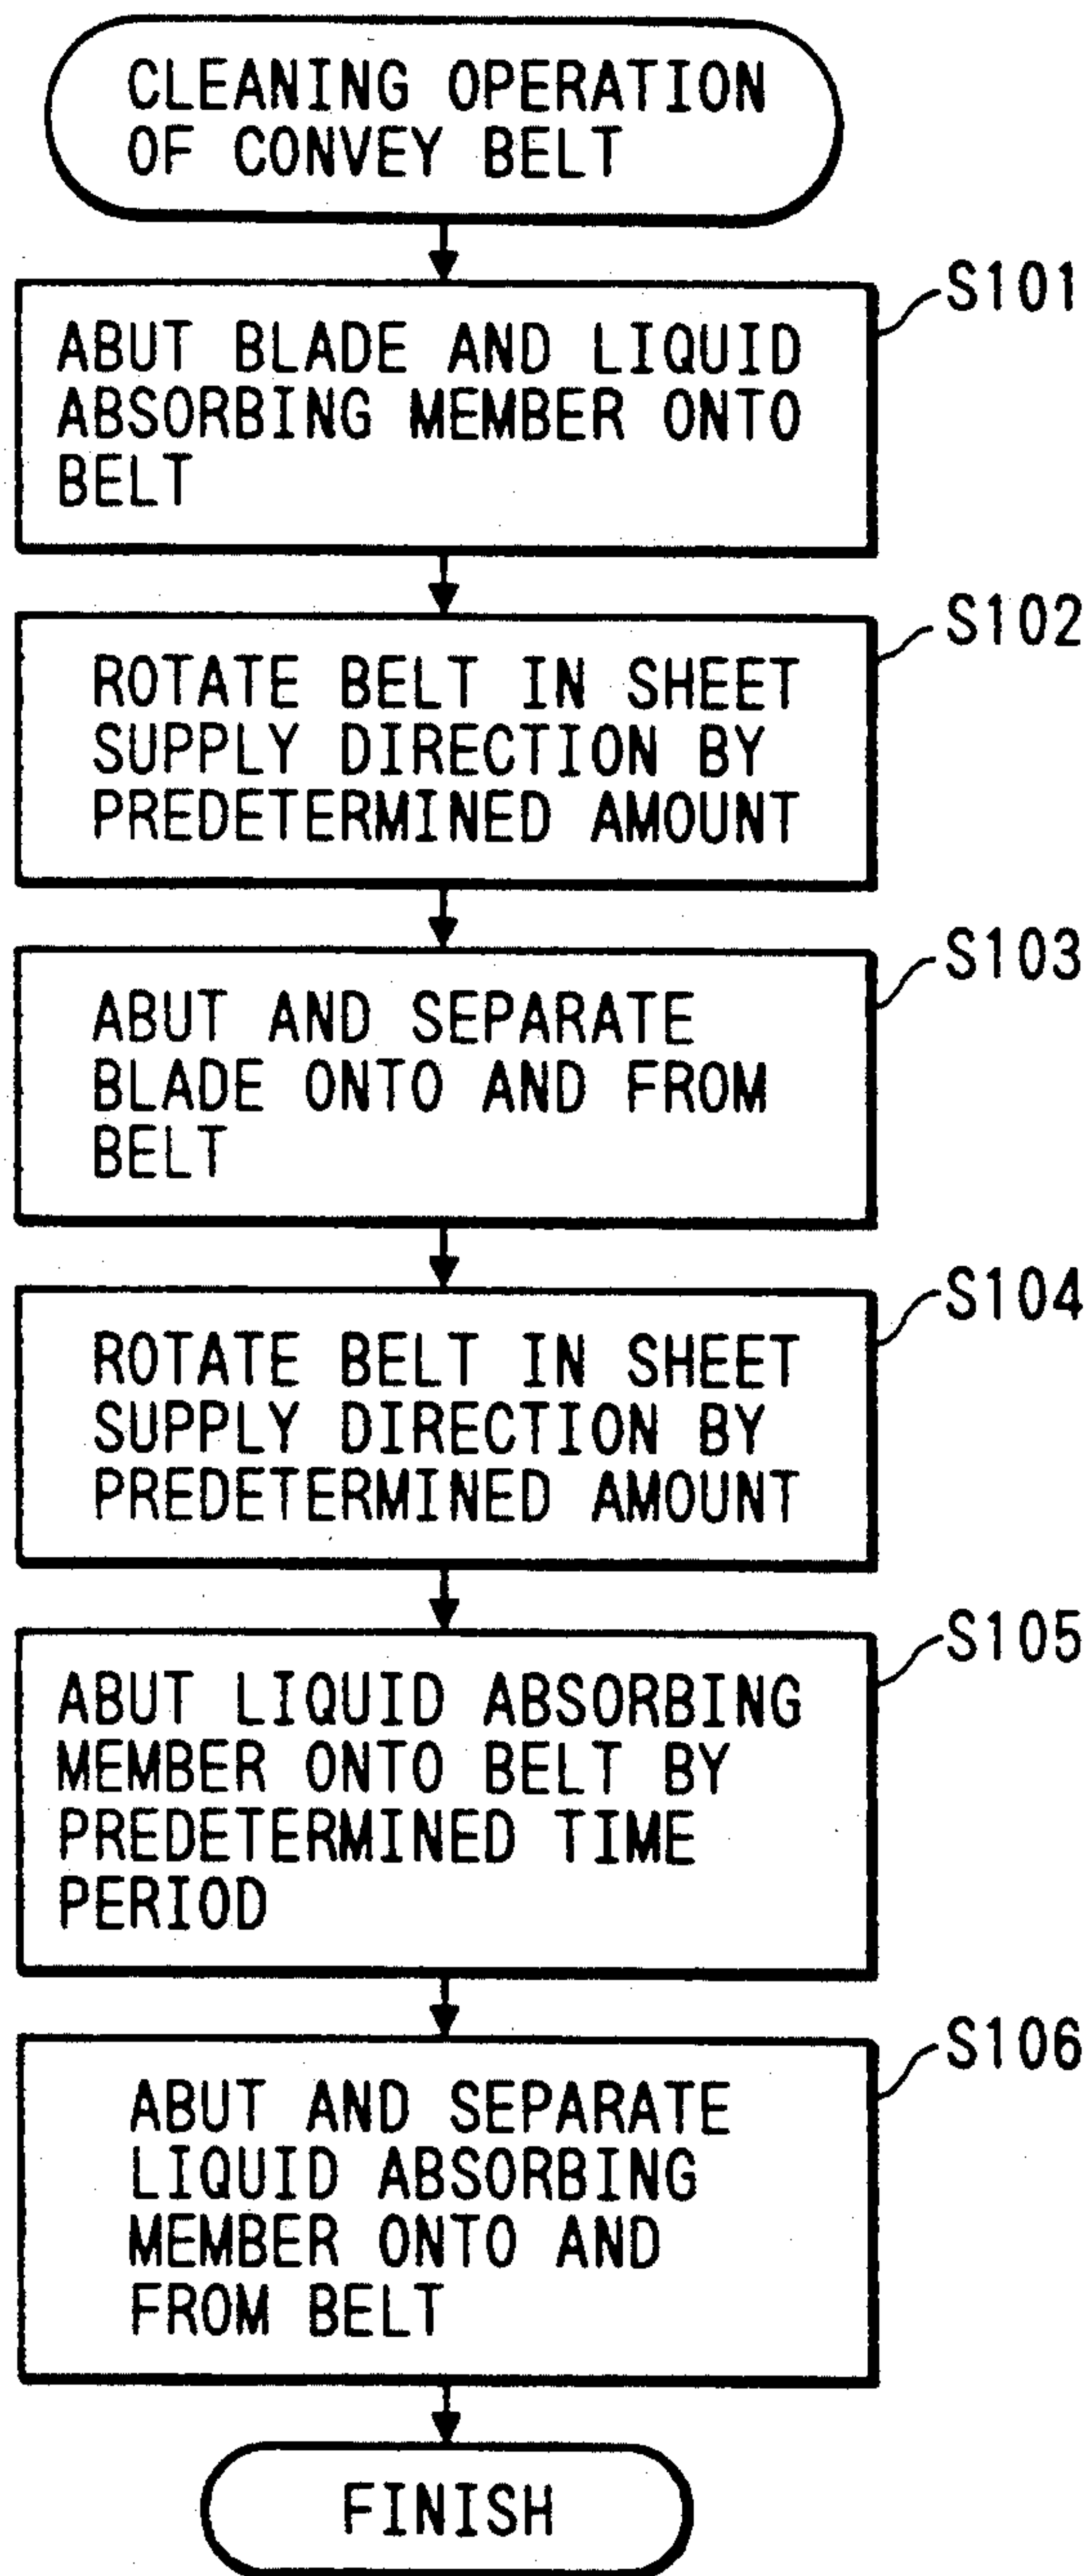 CLEANING OPERATION
OF CONVEY BELT
S101
ABUT BLADE AND LIQUID
ABSORBING MEMBER ONTO
BELT
S102
ROTATE BELT IN SHEET
SUPPLY DIRECTION BY
PREDETERMINED AMOUNT
S103
ABUT AND SEPARATE
BLADE ONTO AND FROM
BELT
S104
ROTATE BELT IN SHEET
SUPPLY DIRECTION BY
PREDETERMINED AMOUNT
S105
ABUT LIQUID ABSORBING
MEMBER ONTO BELT BY
PREDETERMINED TIME
PERIOD
S106
ABUT AND SEPARATE
LIQUID ABSORBING
MEMBER ONTO AND
FROM BELT
FINISH